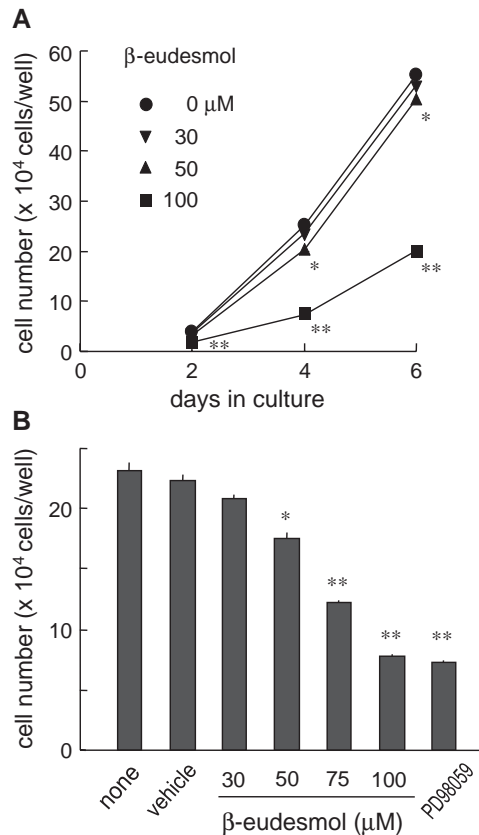 A
cell number (x 10⁴ cells/well)
60
50
40
30
20
10
0
β-eudesmol
0 μM
30
50
100
*
*
**
**
**
0
2
4
6
days in culture
B
cell number (x 10⁴ cells/well)
20
10
0
*
**
**
**
none
vehicle
30
50
75
100
PD98059
β-eudesmol (μM)